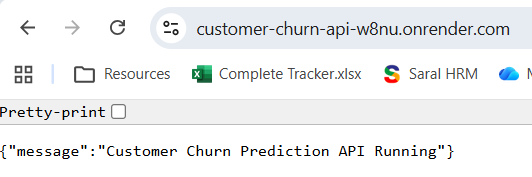 customer-churn-api-w8nu.onrender.com
Resources Complete Tracker.xlsx Saral HRM
Pretty-print
{"message":"Customer Churn Prediction API Running"}